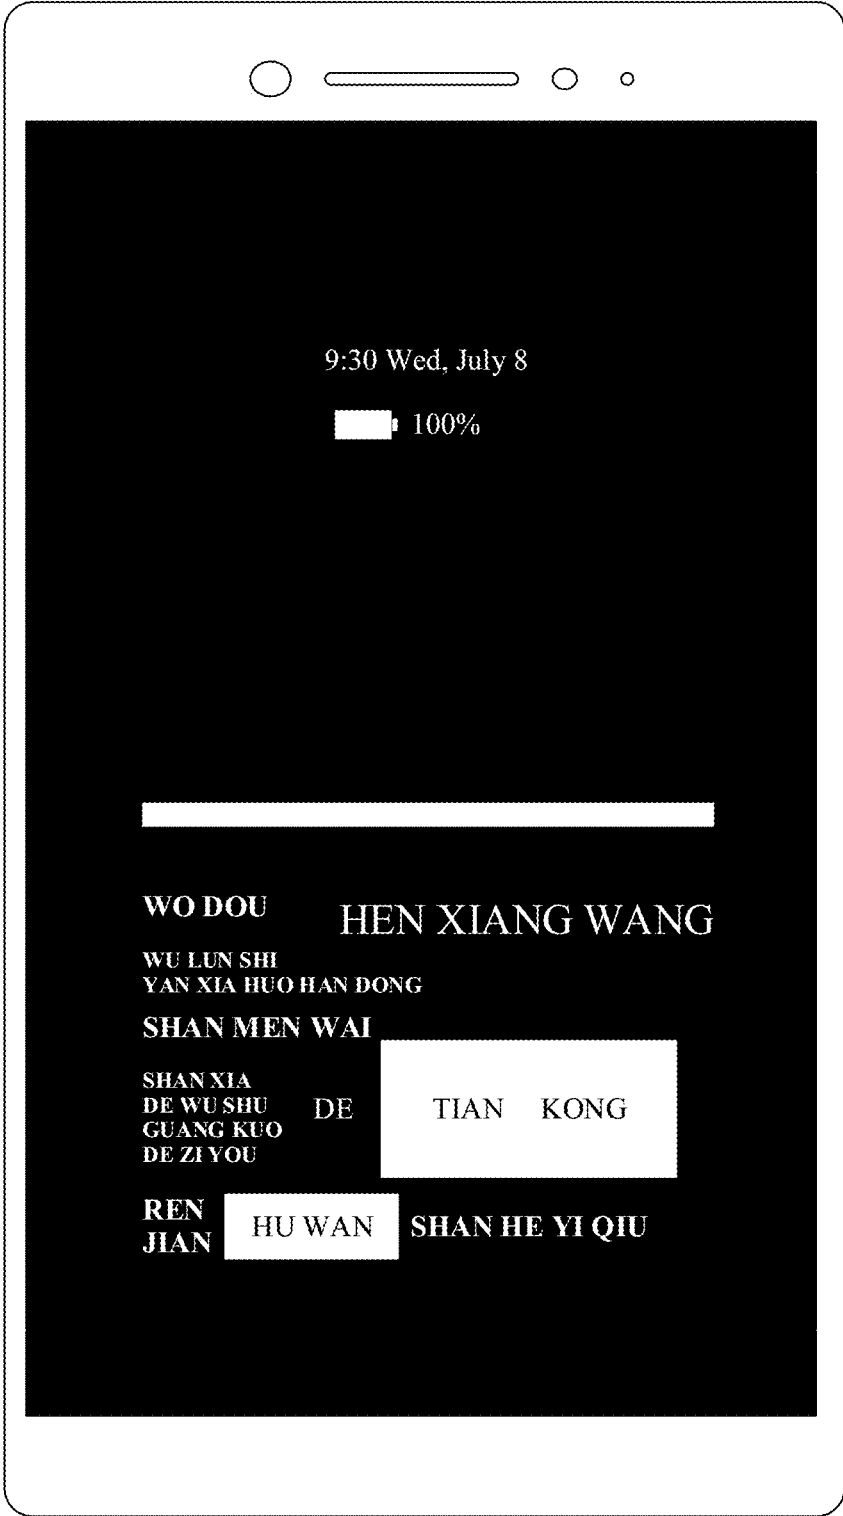 9:30 Wed, July 8
100%
WO DOU
HEN XIANG WANG
WU LUN SHI
YAN XIA HUO HAN DONG
SHAN MEN WAI
SHAN XIA
DE WU SHU
GUANG KUO
DE ZI YOU
DE
TIAN KONG
REN
JIAN
HU WAN
SHAN HE YI QIU